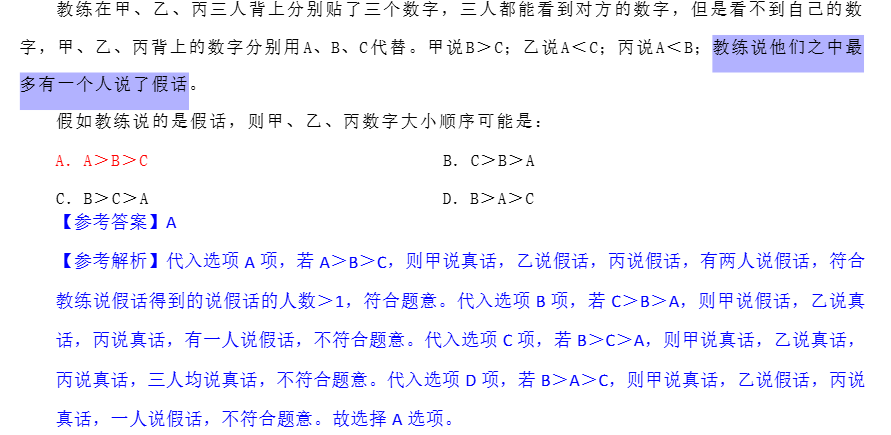 教练在甲、乙、丙三人背上分别贴了三个数字，三人都能看到对方的数字，但是看不到自己的数
字，甲、乙、丙背上的数字分别用A、B、C代替。甲说B＞C；乙说A＜C；丙说A＜B；教练说他们之中最
多有一个人说了假话。
假如教练说的是假话，则甲、乙、丙数字大小顺序可能是：
A. A＞B＞C
B. C＞B＞A
C. B＞C＞A
D. B＞A＞C
【参考答案】A
【参考解析】代入选项 A 项，若 A＞B＞C，则甲说真话，乙说假话，丙说假话，有两人说假话，符合
教练说假话得到的说假话的人数＞1，符合题意。代入选项 B 项，若 C＞B＞A，则甲说假话，乙说真
话，丙说真话，有一人说假话，不符合题意。代入选项 C 项，若 B＞C＞A，则甲说真话，乙说真话，
丙说真话，三人均说真话，不符合题意。代入选项 D 项，若 B＞A＞C，则甲说真话，乙说假话，丙说
真话，一人说假话，不符合题意。故选择 A 选项。